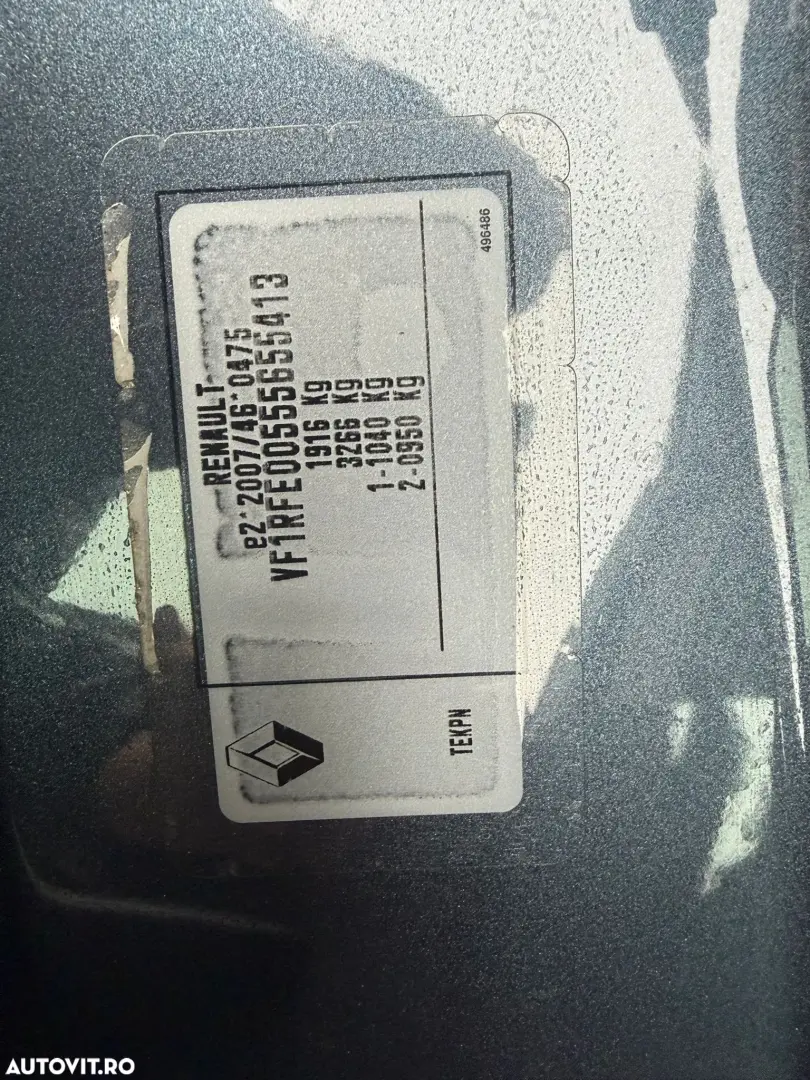 RENAULT
e2*2007/46*0475
VF1RFE00555655413
1916 Kg
3266 Kg
1-1040 Kg
2-0950 Kg
496486
TEKPN
AUTOVIT.RO